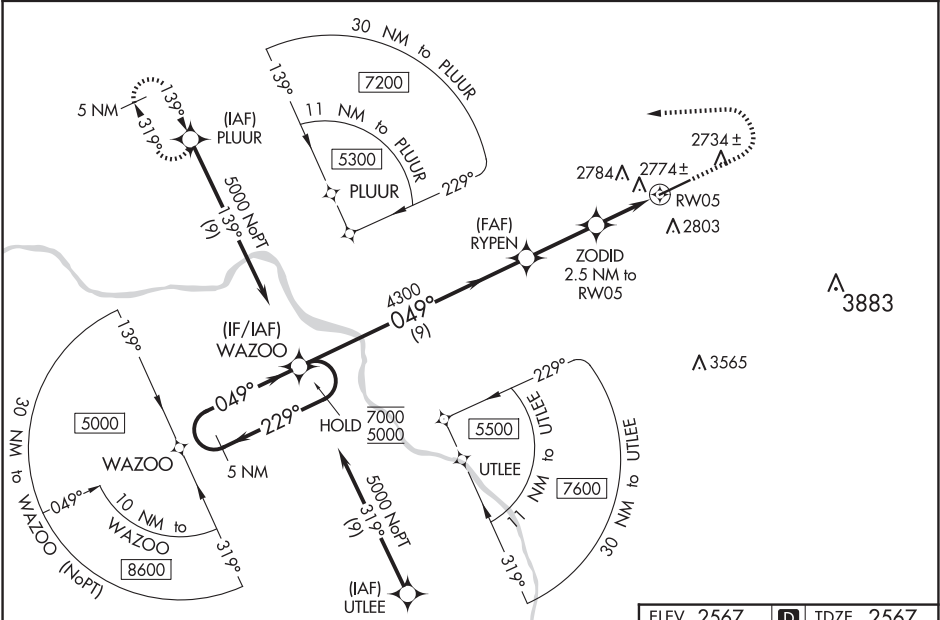 30 NM to PLUUR
139°
7200
11 NM to PLUUR
5300
PLUUR
229°
139°
5 NM
319°
(IAF)
PLUUR
5000 NoPT
139°
(9)
2734 ±
2784
2774 ±
RW05
2803
(FAF)
RYPEN
ZODID
2.5 NM to
RW05
3883
3565
4300
049°
(9)
(IF/IAF)
WAZOO
049°
229°
HOLD
7000
5000
5 NM
139°
5000
WAZOO
30 NM to WAZOO (NoPT)
049°
10 NM to
WAZOO
8600
319°
229°
5500
11 NM to UTLEE
UTLEE
7600
30 NM to UTLEE
319°
5000 NoPT
319°
(9)
(IAF)
UTLEE
ELEV 2567
D
TDZE 2567